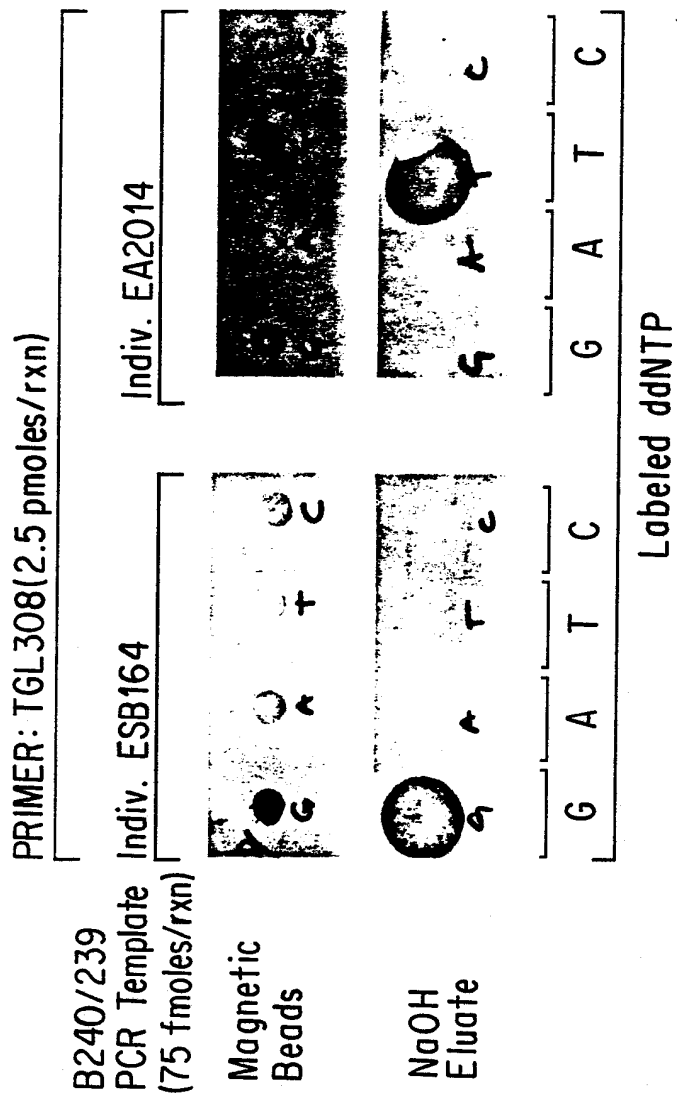 PRIMER: TGL308(2.5 pmoles/rxn)
B240/239
PCR Template
(75 fmoles/rxn)
Indiv. ESB164
Indiv. EA2014
Magnetic
Beads
G A T C
NaOH
Eluate
G A T C
G A T C
G A T C G A T C
Labeled ddNTP